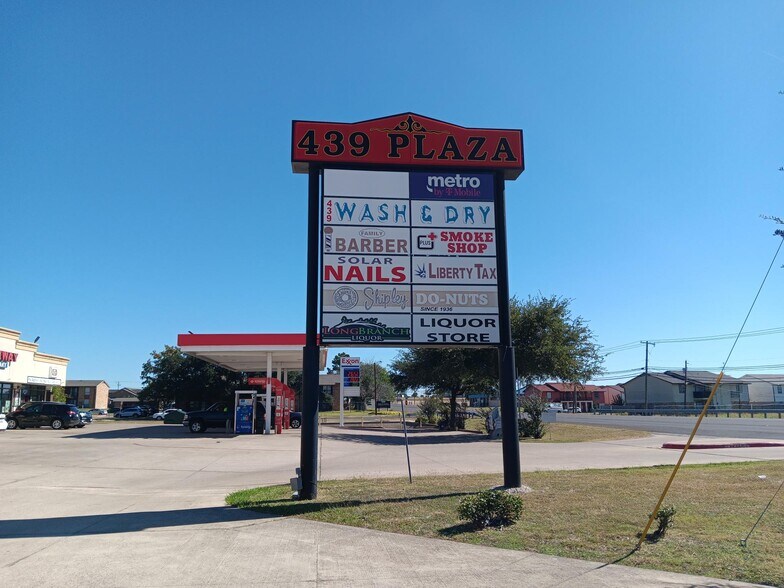 439 PLAZA
metro
by T-Mobile
439 WASH & DRY
FAMILY
BARBER
PLUS+ SMOKE SHOP
SOLAR
NAILS
LIBERTY TAX
Shipley DO-NUTS
SINCE 1936
LONGBRANCH
LIQUOR
LIQUOR
STORE
Exxon